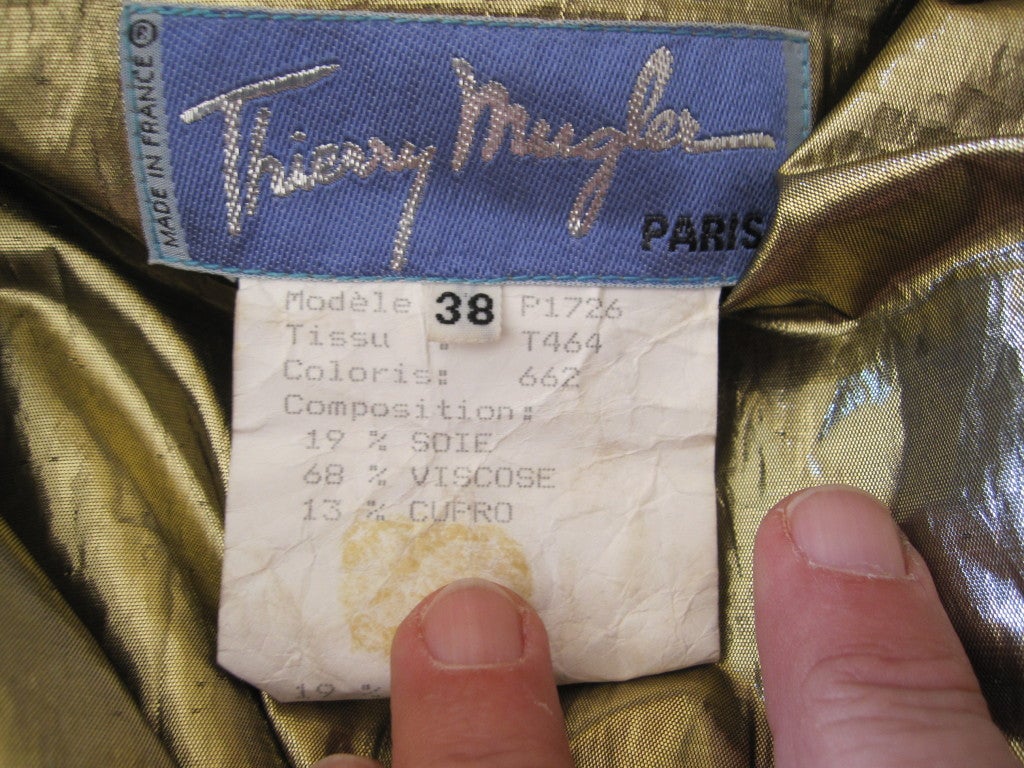 MADE IN FRANCE ®
Thierry Mugler
PARIS
Modèle 38 P1726
Tissu : T464
Coloris: 662
Composition:
19 % SOIE
68 % VISCOSE
13 % CUPRO
19 %